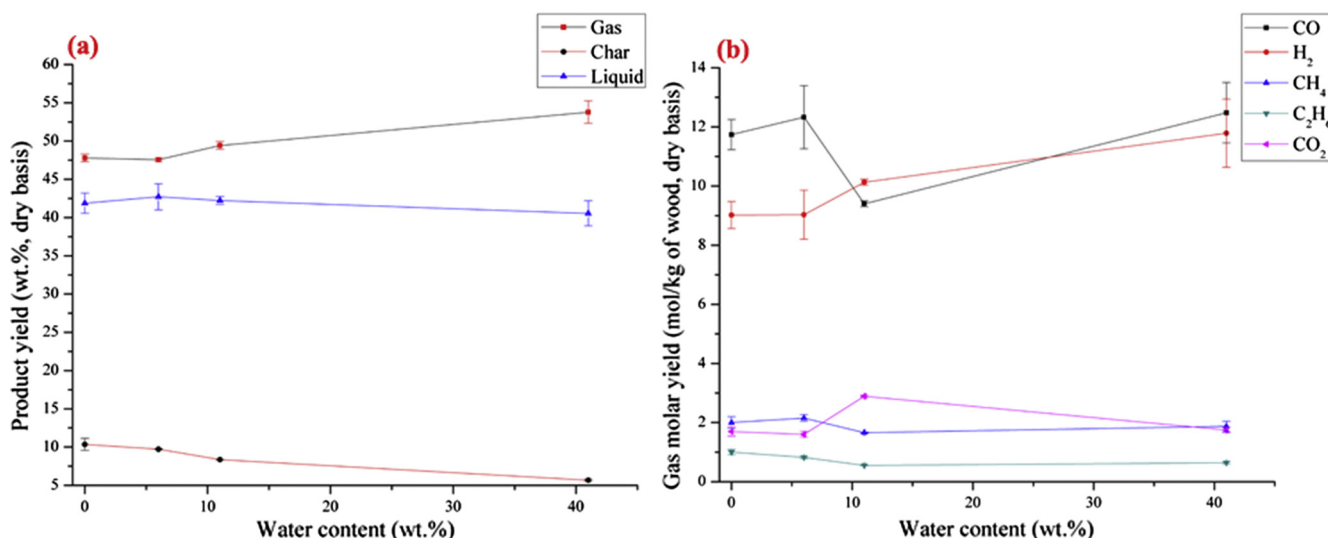 (a)
Gas
Char
Liquid
Product yield (wt.%, dry basis)
60
55
50
45
40
35
30
25
20
15
10
5
0
10
20
30
40
Water content (wt.%)
(b)
CO
H2
CH4
C2H6
CO2
Gas molar yield (mol/kg of wood, dry basis)
14
12
10
8
6
4
2
0
0
10
20
30
40
Water content (wt.%)